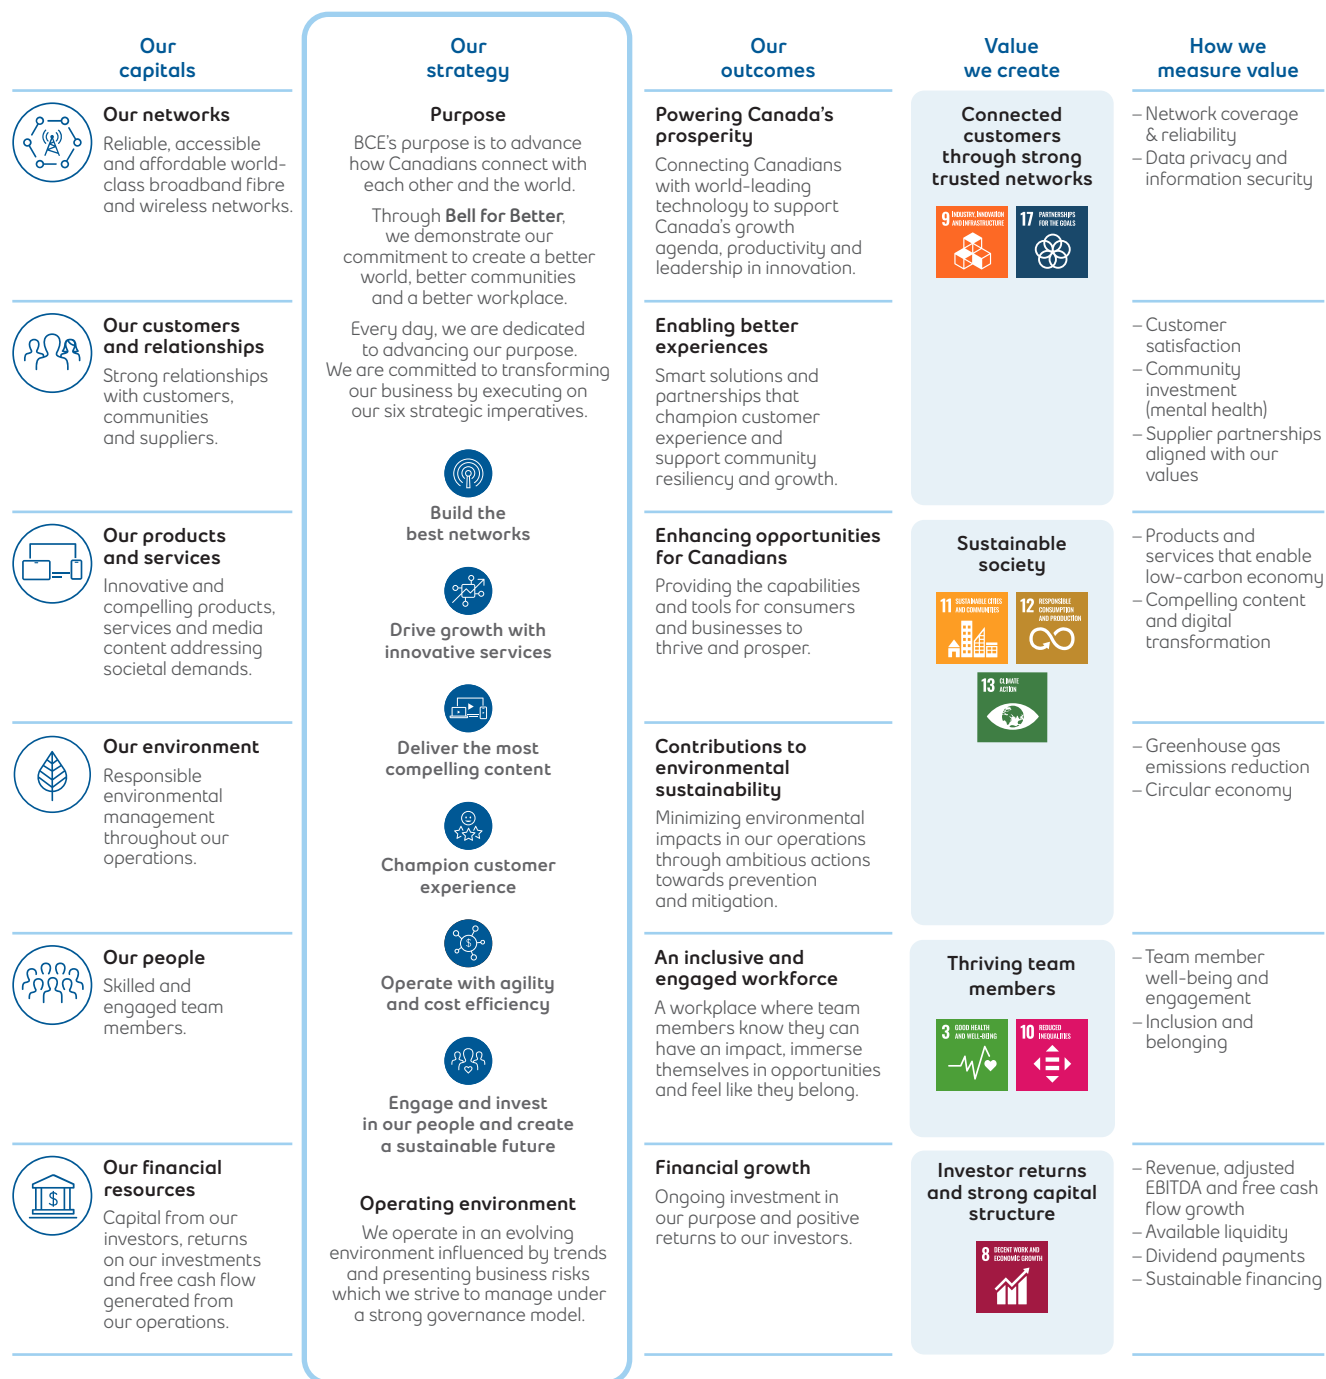 Our
capitals
Our
strategy
Our
outcomes
Value
we create
How we
measure value
Our networks
Reliable, accessible
and affordable world-
class broadband fibre
and wireless networks.
Our customers
and relationships
Strong relationships
with customers,
communities
and suppliers.
Our products
and services
Innovative and
compelling products,
services and media
content addressing
societal demands.
Our environment
Responsible
environmental
management
throughout our
operations.
Our people
Skilled and
engaged team
members.
Our financial
resources
Capital from our
investors, returns
on our investments
and free cash flow
generated from
our operations.
$
Purpose
BCE's purpose is to advance
how Canadians connect with
each other and the world.
Through Bell for Better,
we demonstrate our
commitment to create a better
world, better communities
and a better workplace.
Every day, we are dedicated
to advancing our purpose.
We are committed to transforming
our business by executing on
our six strategic imperatives.
Build the
best networks
Drive growth with
innovative services
Deliver the most
compelling content
Champion customer
experience
$
Operate with agility
and cost efficiency
Engage and invest
in our people and create
a sustainable future
Operating environment
We operate in an evolving
environment influenced by trends
and presenting business risks
which we strive to manage under
a strong governance model.
Powering Canada's
prosperity
Connecting Canadians
with world-leading
technology to support
Canada's growth
agenda, productivity and
leadership in innovation.
Enabling better
experiences
Smart solutions and
partnerships that
champion customer
experience and
support community
resiliency and growth.
Enhancing opportunities
for Canadians
Providing the capabilities
and tools for consumers
and businesses to
thrive and prosper.
Contributions to
environmental
sustainability
Minimizing environmental
impacts in our operations
through ambitious actions
towards prevention
and mitigation.
An inclusive and
engaged workforce
A workplace where team
members know they can
have an impact, immerse
themselves in opportunities
and feel like they belong.
Financial growth
Ongoing investment in
our purpose and positive
returns to our investors.
Connected
customers
through strong
trusted networks
9 INDUSTRY, INNOVATION
AND INFRASTRUCTURE
17 PARTNERSHIPS
FOR THE GOALS
Sustainable
society
11 SUSTAINABLE CITIES
AND COMMUNITIES
12 RESPONSIBLE
CONSUMPTION
AND PRODUCTION
13 CLIMATE
ACTION
Thriving team
members
3 GOOD HEALTH
AND WELL-BEING
10 REDUCED
INEQUALITIES
Investor returns
and strong capital
structure
8 DECENT WORK AND
ECONOMIC GROWTH
– Network coverage
& reliability
– Data privacy and
information security
– Customer
satisfaction
– Community
investment
(mental health)
– Supplier partnerships
aligned with our
values
– Products and
services that enable
low-carbon economy
– Compelling content
and digital
transformation
– Greenhouse gas
emissions reduction
– Circular economy
– Team member
well-being and
engagement
– Inclusion and
belonging
– Revenue, adjusted
EBITDA and free cash
flow growth
– Available liquidity
– Dividend payments
– Sustainable financing